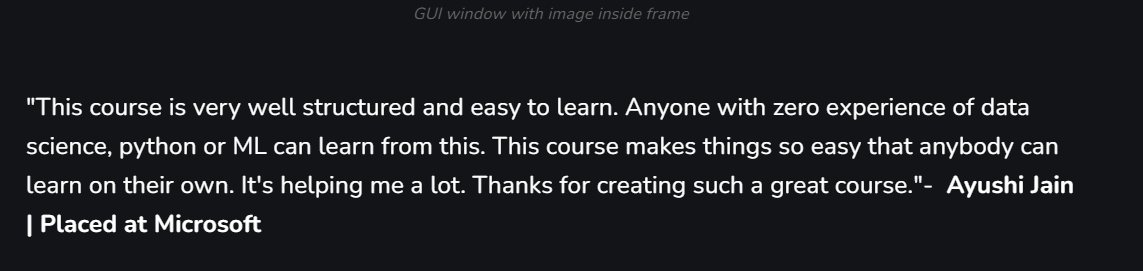 GUI window with image inside frame
"This course is very well structured and easy to learn. Anyone with zero experience of data
science, python or ML can learn from this. This course makes things so easy that anybody can
learn on their own. It's helping me a lot. Thanks for creating such a great course."-  Ayushi Jain
| Placed at Microsoft